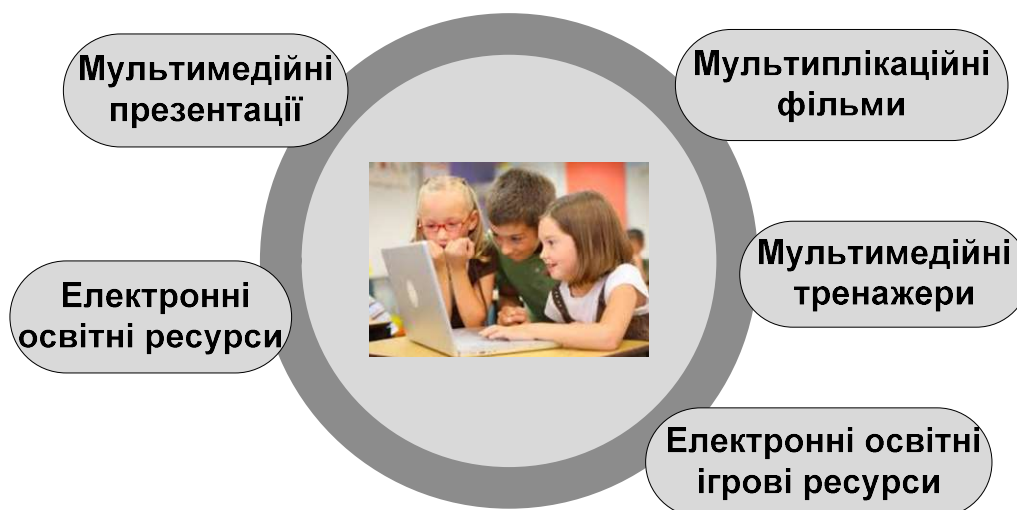 Мультимедійні
презентації
Мультиплікаційні
фільми
Електронні
освітні ресурси
Мультимедійні
тренажери
Електронні освітні
ігрові ресурси